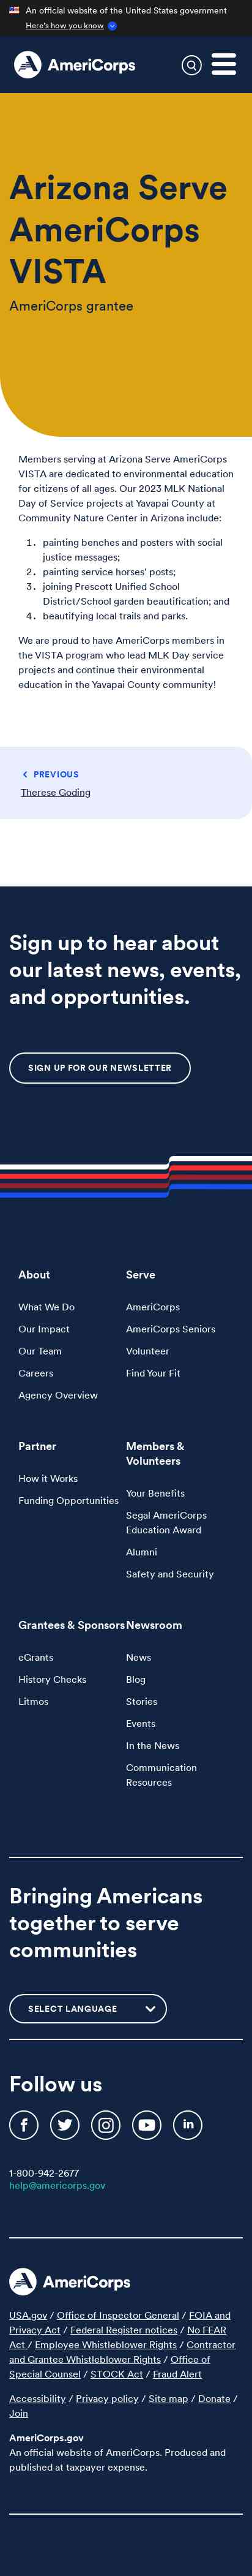 An official website of the United States government
Here's how you know
AmeriCorps
Arizona Serve
AmeriCorps
VISTA
AmeriCorps grantee
Members serving at Arizona Serve AmeriCorps
VISTA are dedicated to environmental education
for citizens of all ages. Our 2023 MLK National
Day of Service projects at Yavapai County at
Community Nature Center in Arizona include:
1. painting benches and posters with social
justice messages;
2. painting service horses' posts;
3. joining Prescott Unified School
District/School garden beautification; and
4. beautifying local trails and parks.
We are proud to have AmeriCorps members in
the VISTA program who lead MLK Day service
projects and continue their environmental
education in the Yavapai County community!
PREVIOUS
Therese Goding
Sign up to hear about
our latest news, events,
and opportunities.
SIGN UP FOR OUR NEWSLETTER
About
What We Do
Our Impact
Our Team
Careers
Agency Overview
Serve
AmeriCorps
AmeriCorps Seniors
Volunteer
Find Your Fit
Partner
How it Works
Funding Opportunities
Members &
Volunteers
Your Benefits
Segal AmeriCorps
Education Award
Alumni
Safety and Security
Grantees & Sponsors
eGrants
History Checks
Litmos
Newsroom
News
Blog
Stories
Events
In the News
Communication
Resources
Bringing Americans
together to serve
communities
SELECT LANGUAGE
Follow us
1-800-942-2677
help@americorps.gov
AmeriCorps
USA.gov / Office of Inspector General / FOIA and
Privacy Act / Federal Register notices / No FEAR
Act / Employee Whistleblower Rights / Contractor
and Grantee Whistleblower Rights / Office of
Special Counsel / STOCK Act / Fraud Alert
Accessibility / Privacy policy / Site map / Donate /
Join
AmeriCorps.gov
An official website of AmeriCorps. Produced and
published at taxpayer expense.